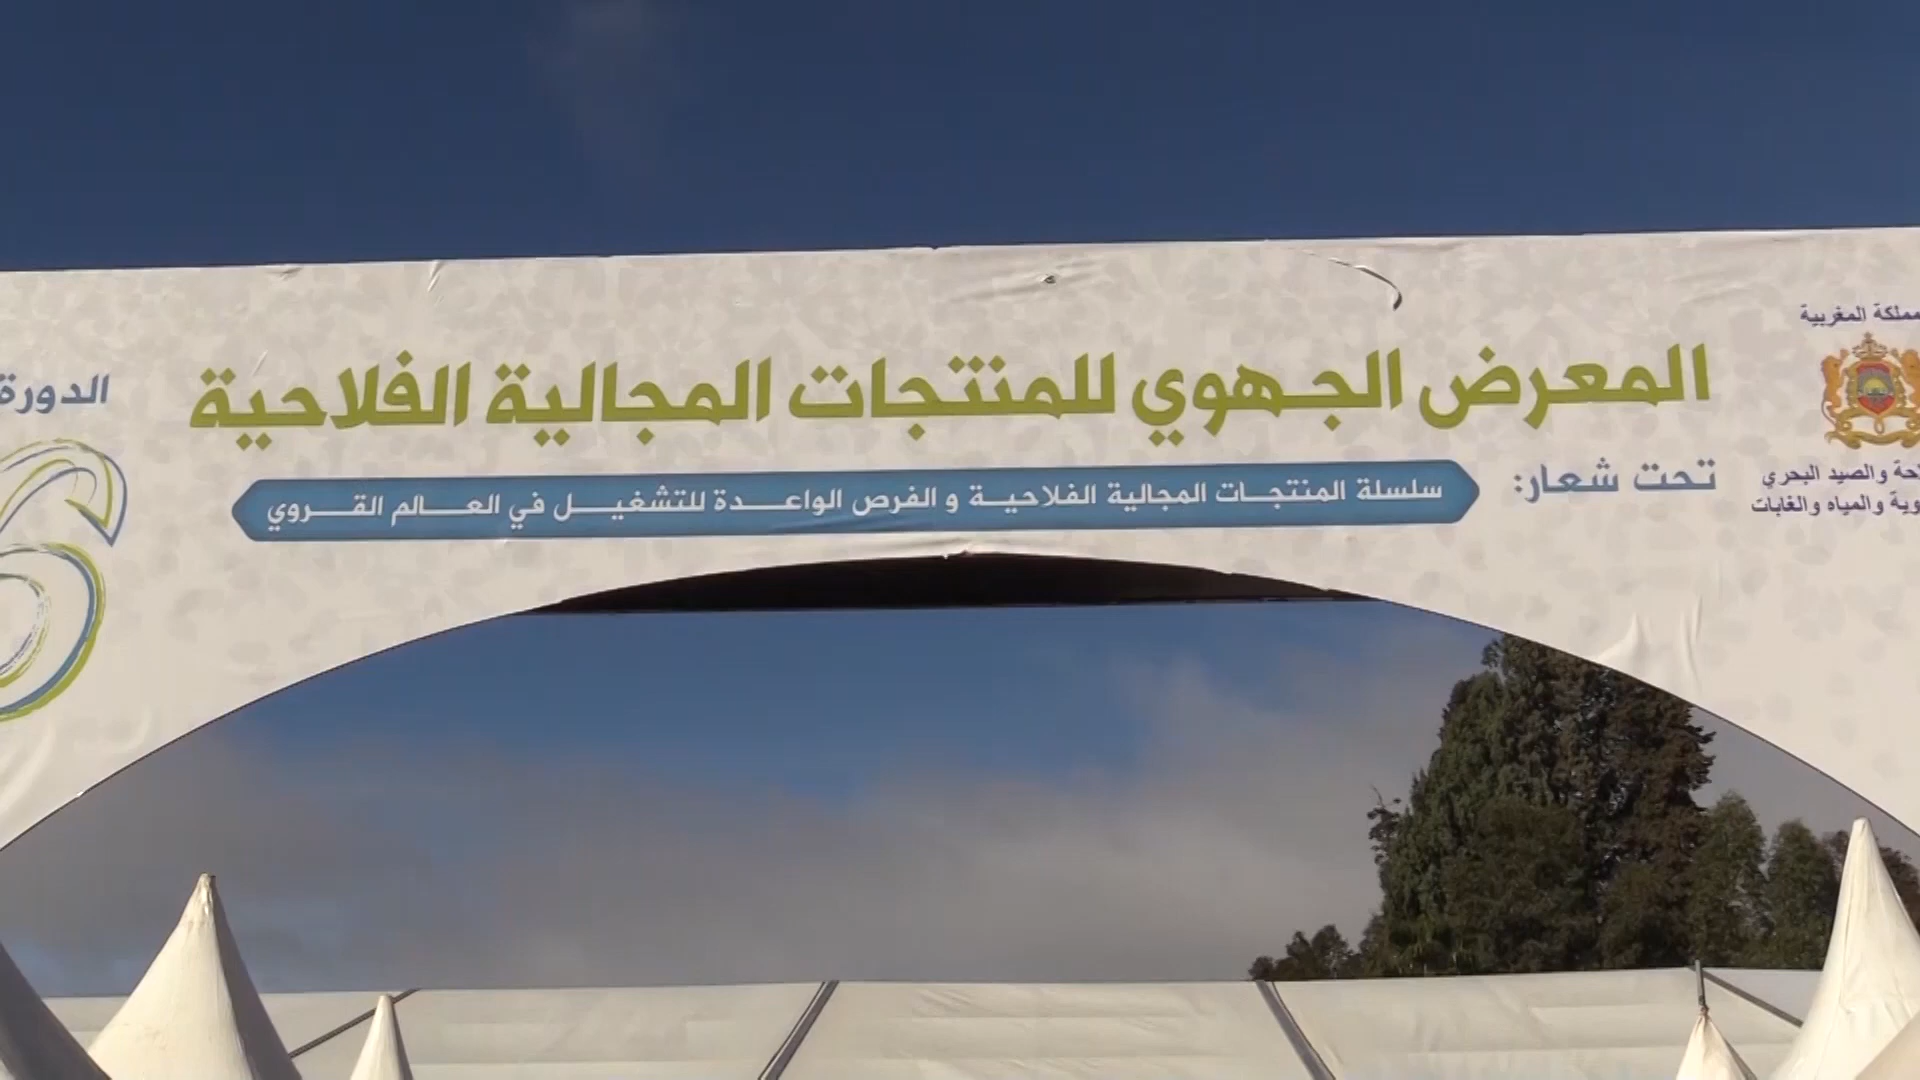 المملكة المغربية
والصيد البحري
والمياه والغابات
المعرض الجهوي للمنتجات المجالية الفلاحية
تحت شعار:
سلسلة المنتجات المجالية الفلاحية و الفرص الواعدة للتشغيل في العالم القروي
الدورة
6